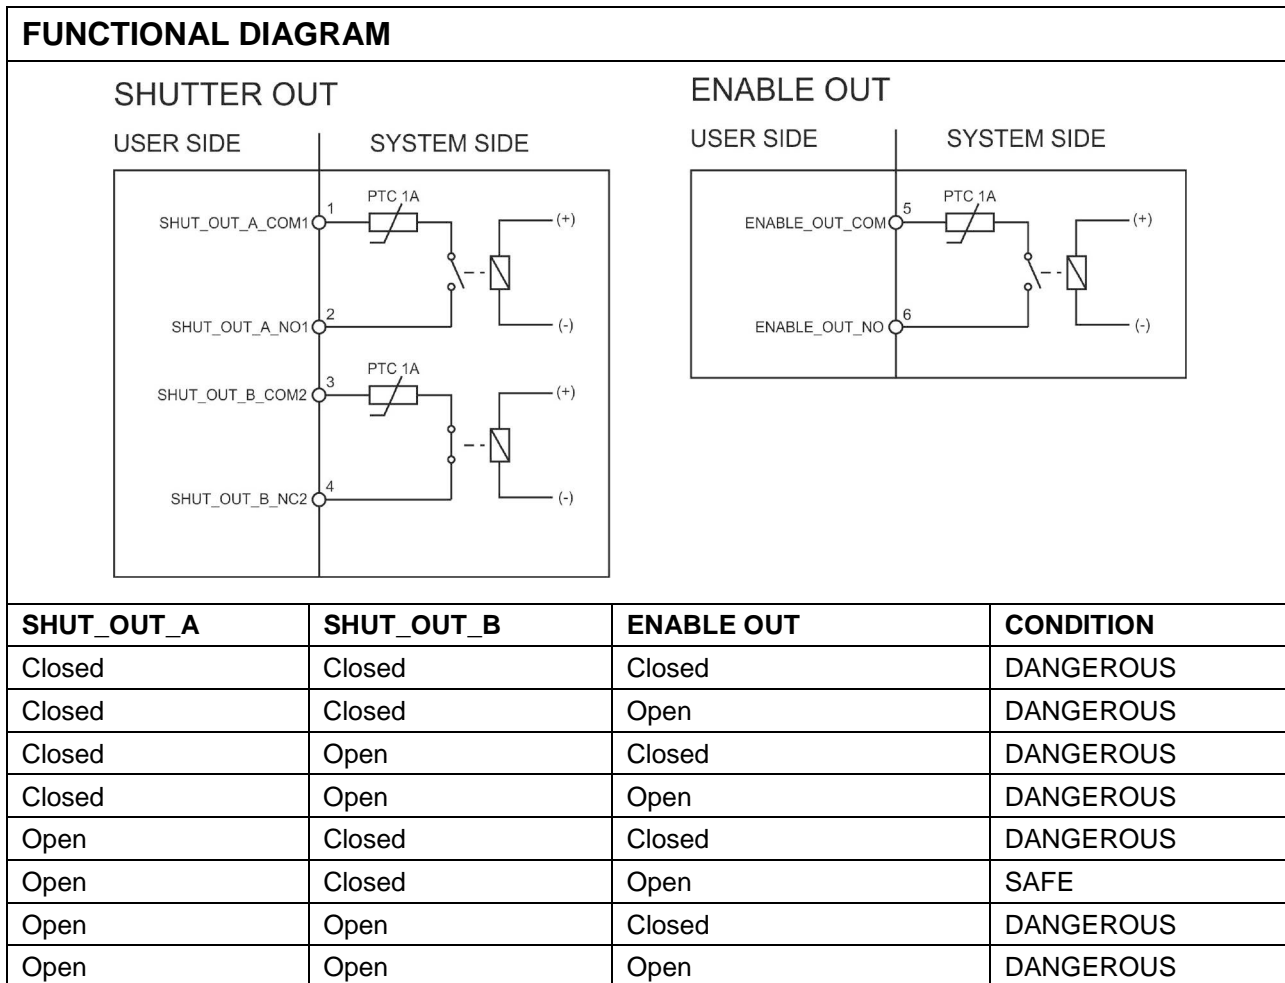 FUNCTIONAL DIAGRAM
SHUTTER OUT
USER SIDE SYSTEM SIDE
SHUT_OUT_A_COM1 1 PTC 1A (+)
SHUT_OUT_A_NO1 2 (-)
SHUT_OUT_B_COM2 3 PTC 1A (+)
SHUT_OUT_B_NC2 4 (-)
ENABLE OUT
USER SIDE SYSTEM SIDE
ENABLE_OUT_COM 5 PTC 1A (+)
ENABLE_OUT_NO 6 (-)
SHUT_OUT_A SHUT_OUT_B ENABLE OUT CONDITION
Closed Closed Closed DANGEROUS
Closed Closed Open DANGEROUS
Closed Open Closed DANGEROUS
Closed Open Open DANGEROUS
Open Closed Closed DANGEROUS
Open Closed Open SAFE
Open Open Closed DANGEROUS
Open Open Open DANGEROUS